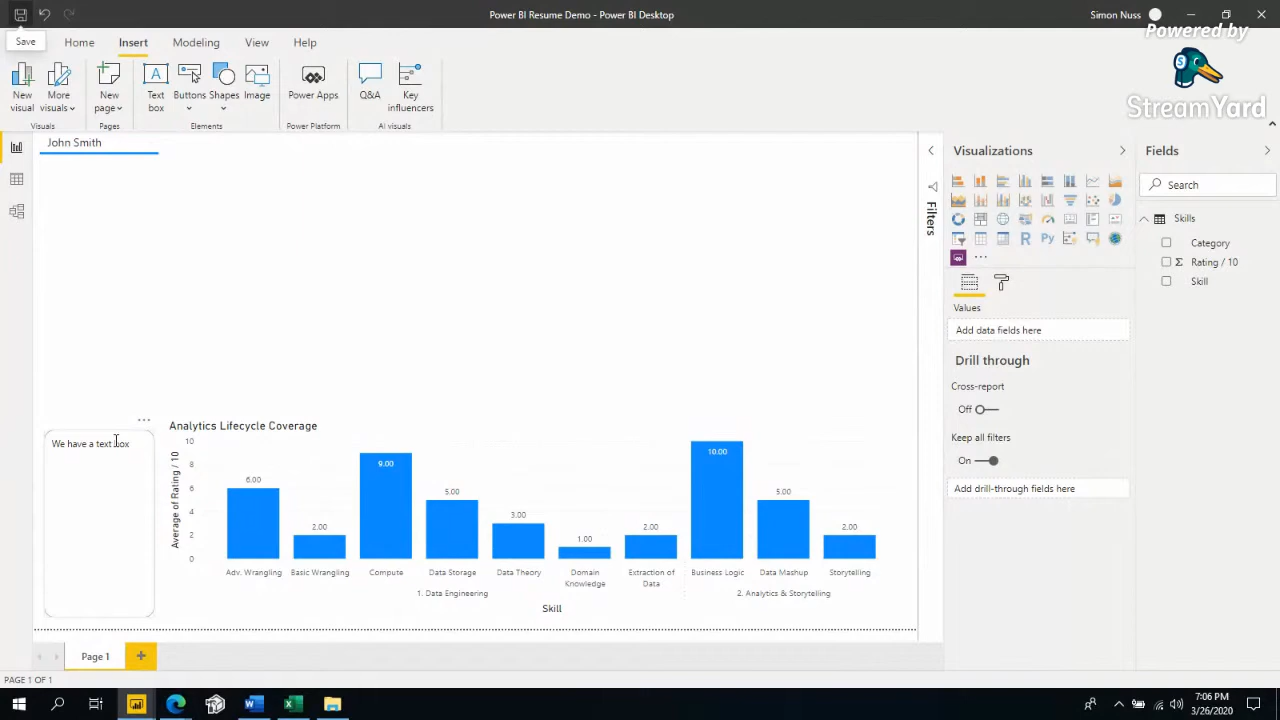 Power BI Resume Demo - Power BI Desktop
Simon Nuss
Powered by
StreamYard
Save
Home
Insert
Modeling
View
Help
New visual
More visuals
New page
Text box
Buttons
Shapes
Image
Power Apps
Q&A
Key influencers
Visuals
Pages
Elements
Power Platform
AI visuals
John Smith
We have a text box
Analytics Lifecycle Coverage
Average of Rating / 10
10
8
6
4
2
0
6.00
2.00
9.00
5.00
3.00
1.00
2.00
10.00
5.00
2.00
Adv. Wrangling
Basic Wrangling
Compute
Data Storage
Data Theory
Domain Knowledge
Extraction of Data
Business Logic
Data Mashup
Storytelling
1. Data Engineering
2. Analytics & Storytelling
Skill
Filters
Visualizations
R
Py
Values
Add data fields here
Drill through
Cross-report
Off
Keep all filters
On
Add drill-through fields here
Fields
Search
Skills
Category
Σ Rating / 10
Skill
Page 1
PAGE 1 OF 1
7:06 PM
3/26/2020